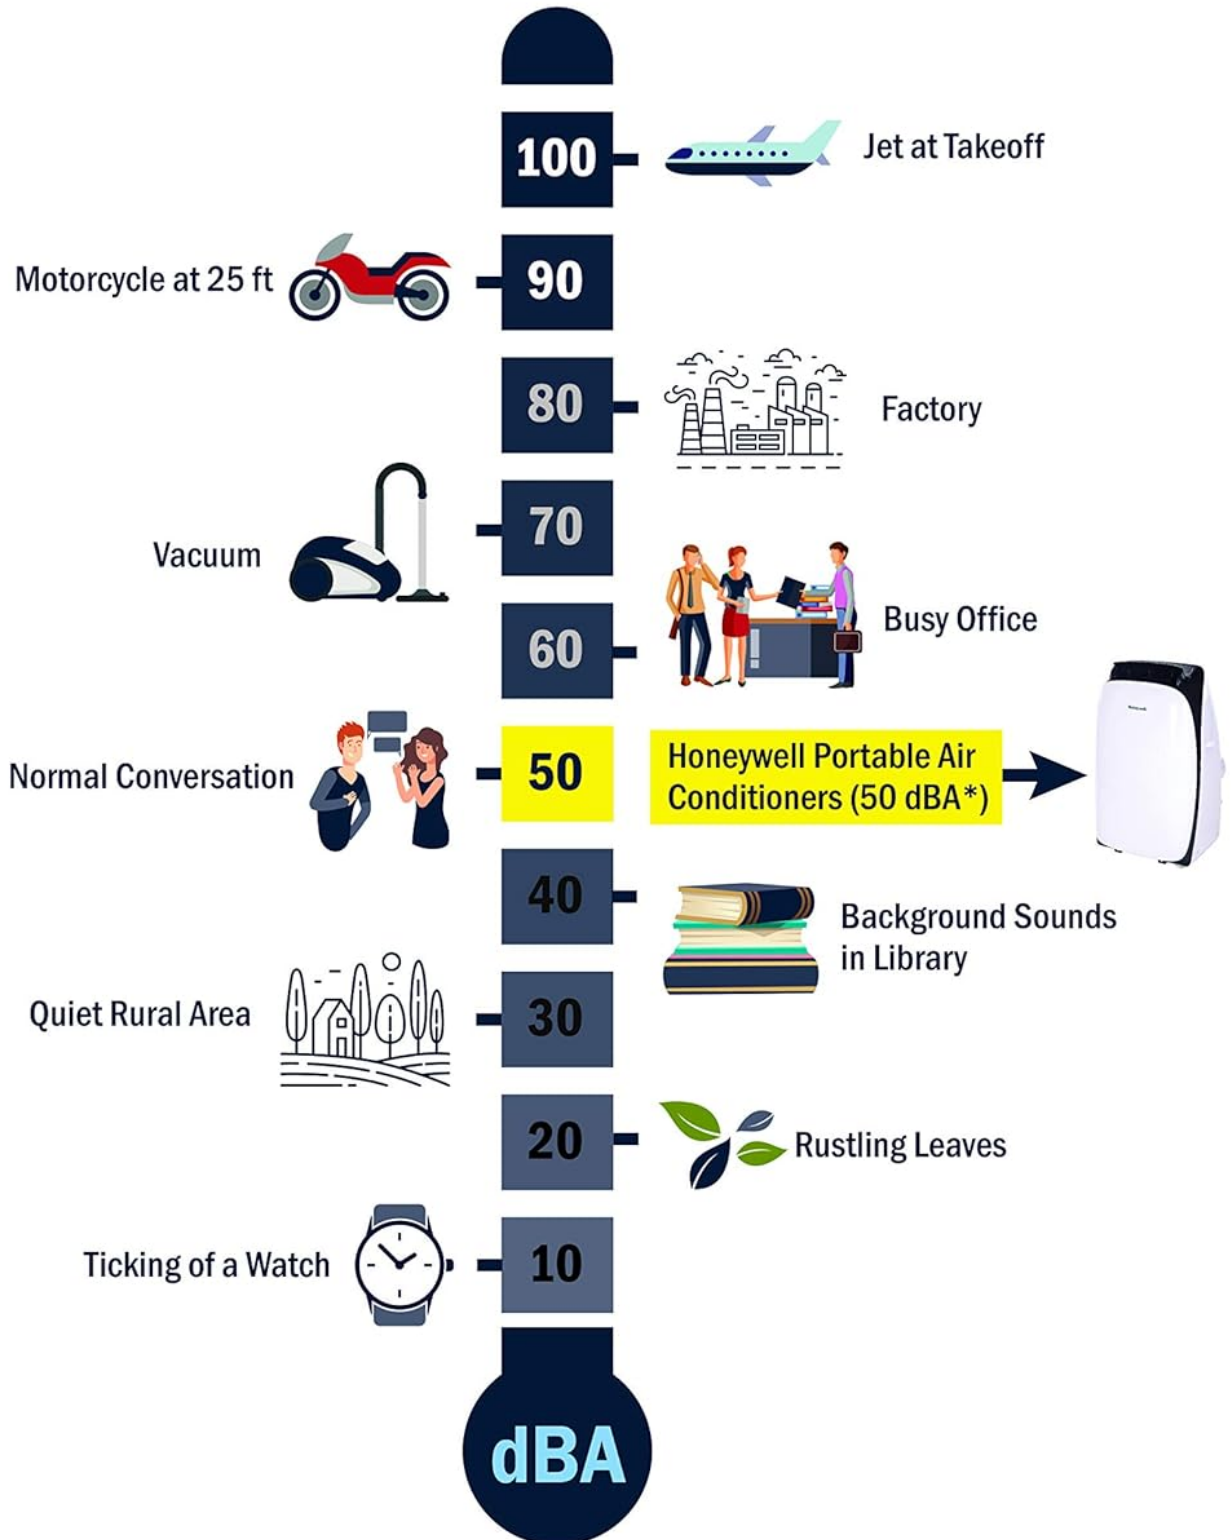 100
Jet at Takeoff
Motorcycle at 25 ft
90
80
Factory
70
Vacuum
Busy Office
60
Honeywell Portable Air
Conditioners (50 dBA*)
Normal Conversation
50
40
Background Sounds
in Library
Quiet Rural Area
30
20
Rustling Leaves
Ticking of a Watch
10
dBA